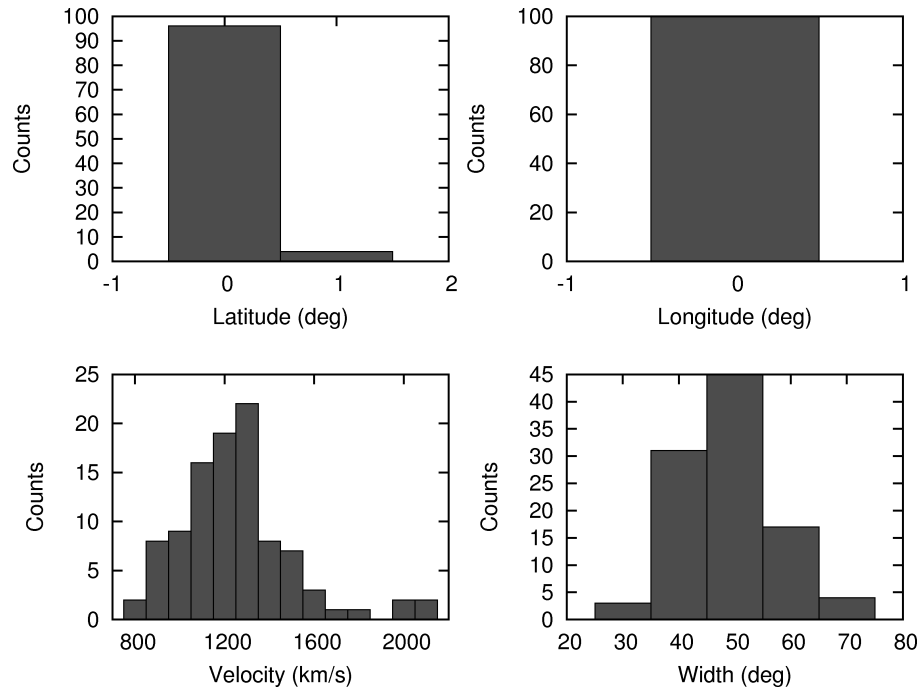 100
90
80
70
60
50
40
30
20
10
0
Counts
-1 0 1 2
Latitude (deg)
100
80
60
40
20
0
Counts
-1 0 1
Longitude (deg)
25
20
15
10
5
0
Counts
800 1200 1600 2000
Velocity (km/s)
45
40
35
30
25
20
15
10
5
0
Counts
20 30 40 50 60 70 80
Width (deg)